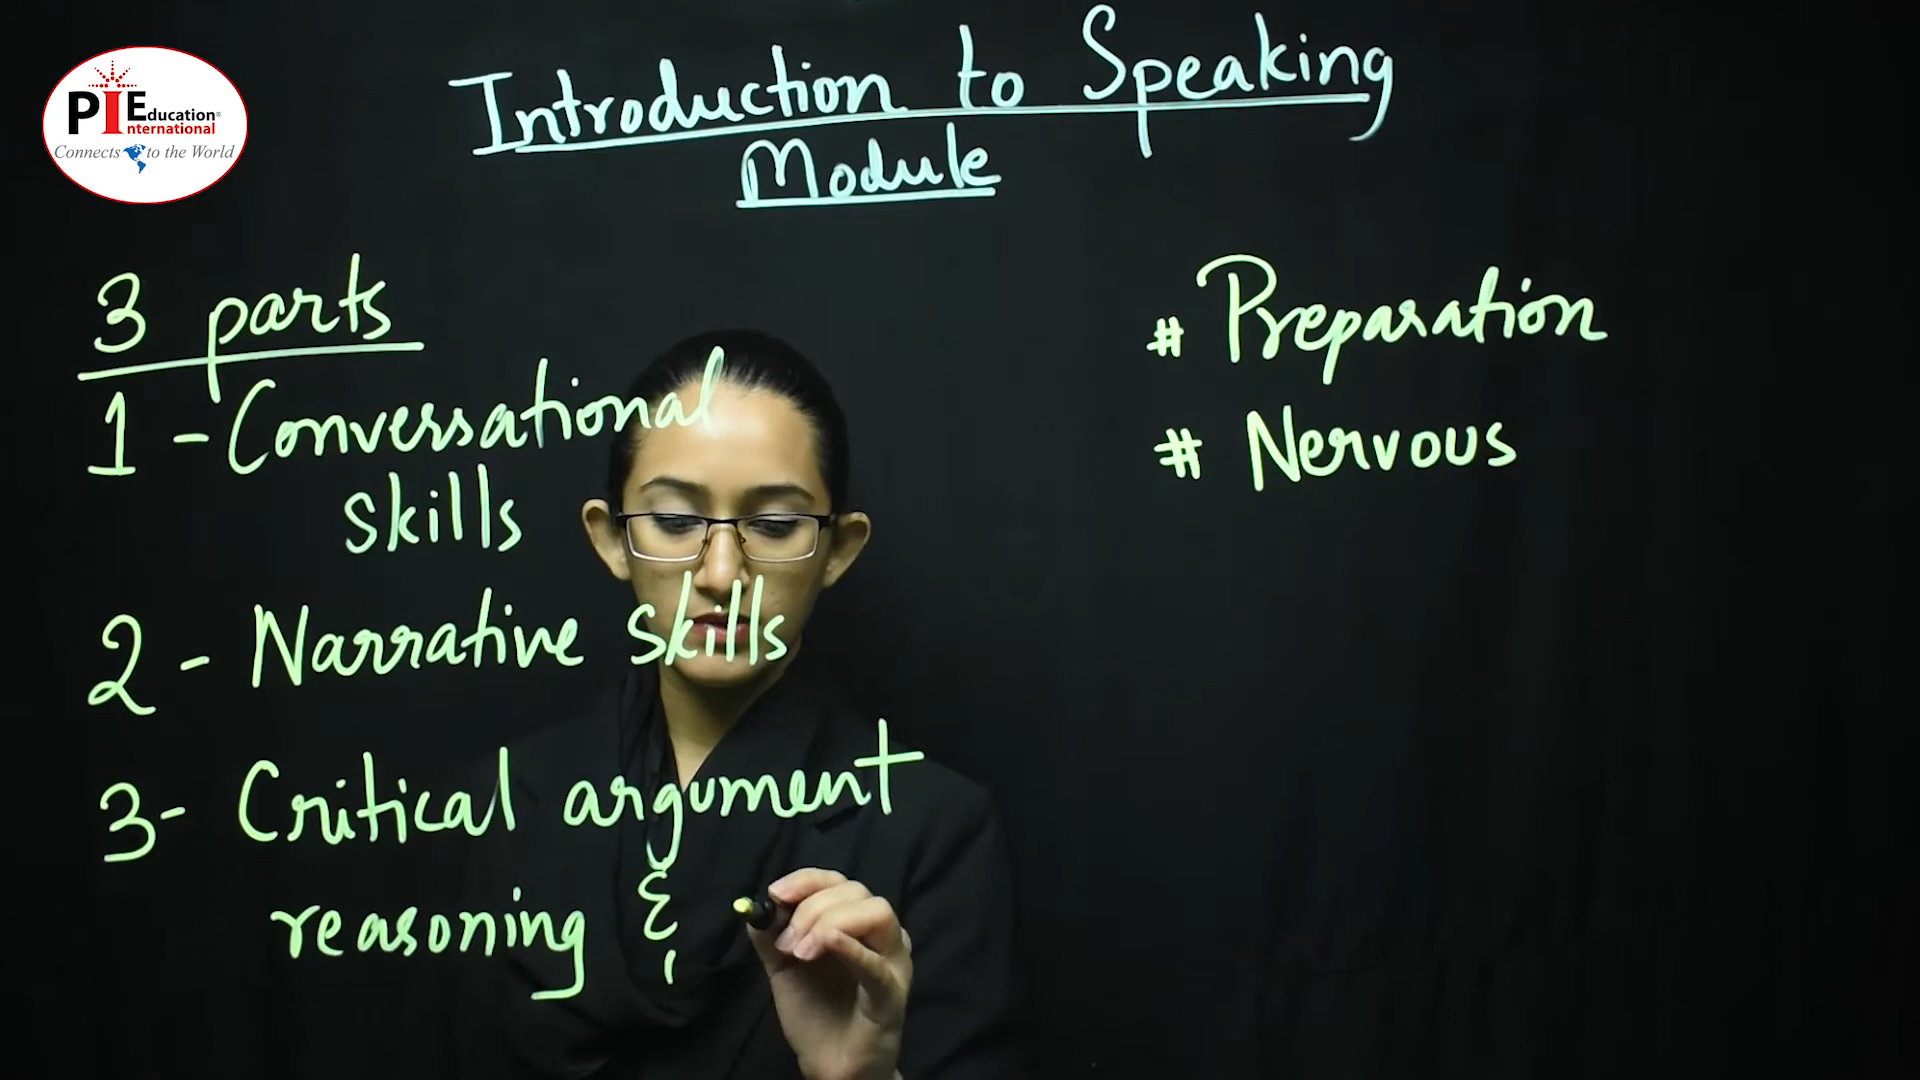 PIEducation®
International
Connects to the World
Introduction to Speaking
Module
3 parts
1 - Conversational
skills
2 - Narrative skills
3 - Critical argument
reasoning &
# Preparation
# Nervous